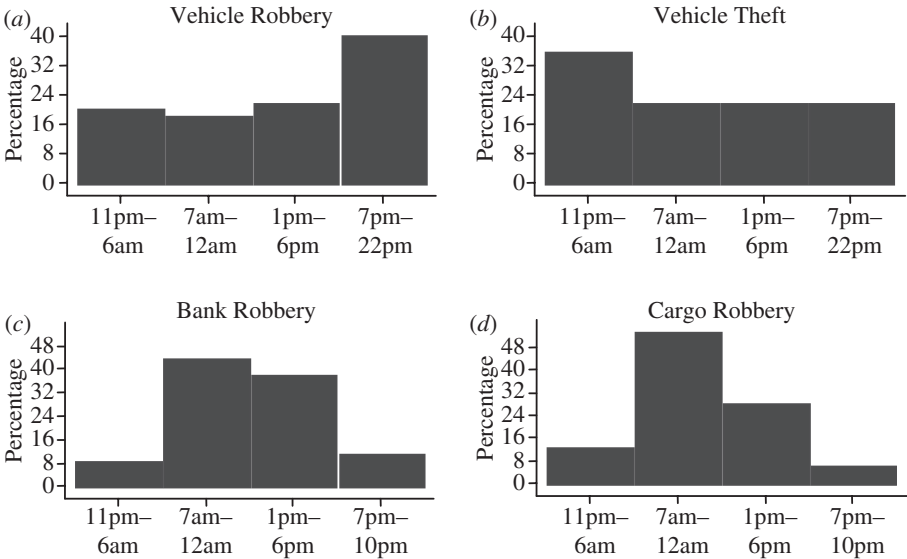 (a) Vehicle Robbery
Percentage
40
32
24
16
8
0
11pm– 7am– 1pm– 7pm–
6am 12am 6pm 22pm
(b) Vehicle Theft
Percentage
40
32
24
16
8
0
11pm– 7am– 1pm– 7pm–
6am 12am 6pm 22pm
(c) Bank Robbery
Percentage
48
40
32
24
16
8
0
11pm– 7am– 1pm– 7pm–
6am 12am 6pm 10pm
(d) Cargo Robbery
Percentage
48
40
32
24
16
8
0
11pm– 7am– 1pm– 7pm–
6am 12am 6pm 10pm